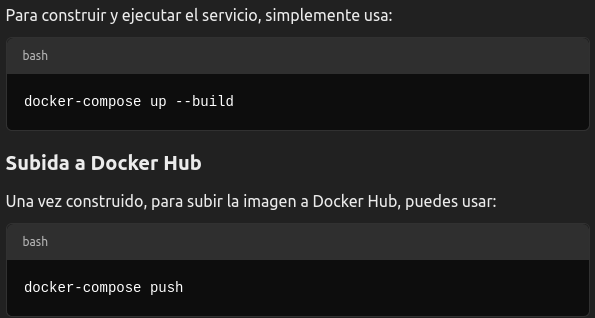 Para construir y ejecutar el servicio, simplemente usa:
bash
docker-compose up --build
Subida a Docker Hub
Una vez construido, para subir la imagen a Docker Hub, puedes usar:
bash
docker-compose push